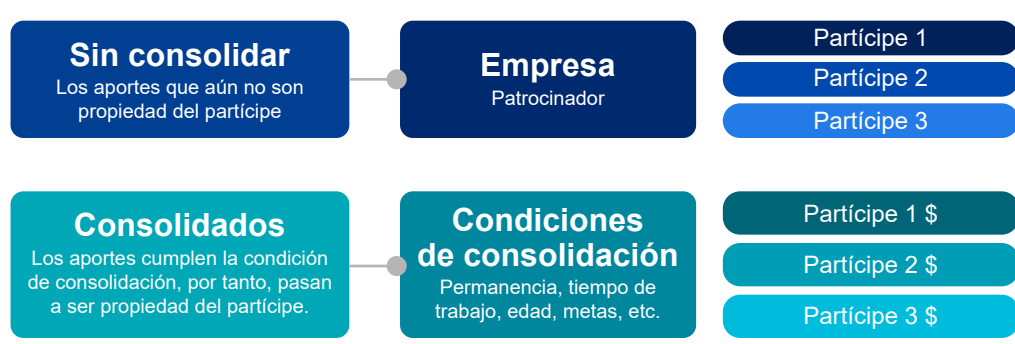 Sin consolidar
Los aportes que aún no son
propiedad del partícipe
Empresa
Patrocinador
Partícipe 1
Partícipe 2
Partícipe 3
Consolidados
Los aportes cumplen la condición
de consolidación, por tanto, pasan
a ser propiedad del partícipe.
Condiciones
de consolidación
Permanencia, tiempo de
trabajo, edad, metas, etc.
Partícipe 1 $
Partícipe 2 $
Partícipe 3 $